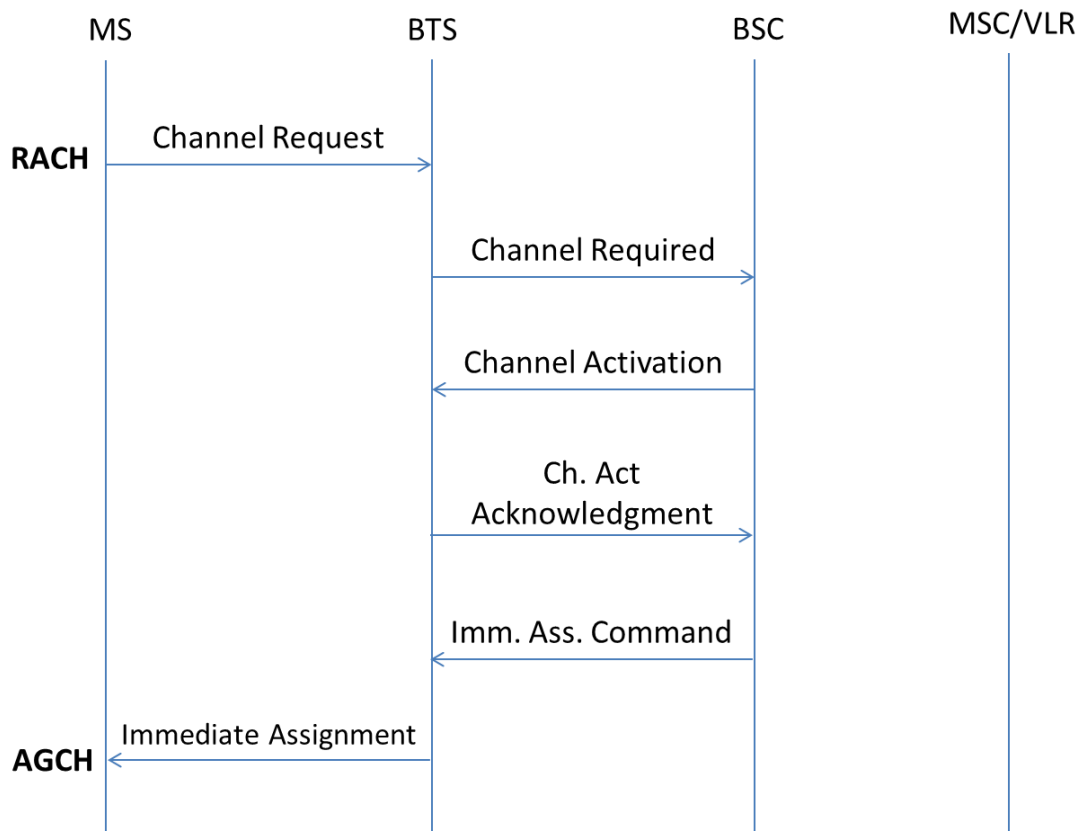 MS
BTS
BSC
MSC/VLR
Channel Request
RACH
Channel Required
Channel Activation
Ch. Act
Acknowledgment
Imm. Ass. Command
Immediate Assignment
AGCH